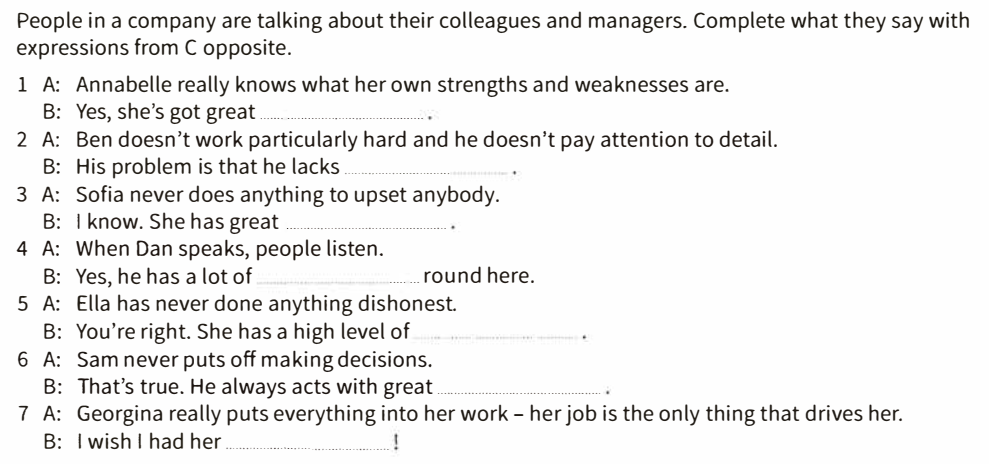 People in a company are talking about their colleagues and managers. Complete what they say with
expressions from C opposite.
1 A: Annabelle really knows what her own strengths and weaknesses are.
B: Yes, she's got great .............................. .
2 A: Ben doesn't work particularly hard and he doesn't pay attention to detail.
B: His problem is that he lacks .............................. .
3 A: Sofia never does anything to upset anybody.
B: I know. She has great .............................. .
4 A: When Dan speaks, people listen.
B: Yes, he has a lot of .............................. round here.
5 A: Ella has never done anything dishonest.
B: You're right. She has a high level of .............................. .
6 A: Sam never puts off making decisions.
B: That's true. He always acts with great .............................. .
7 A: Georgina really puts everything into her work – her job is the only thing that drives her.
B: I wish I had her .............................. !